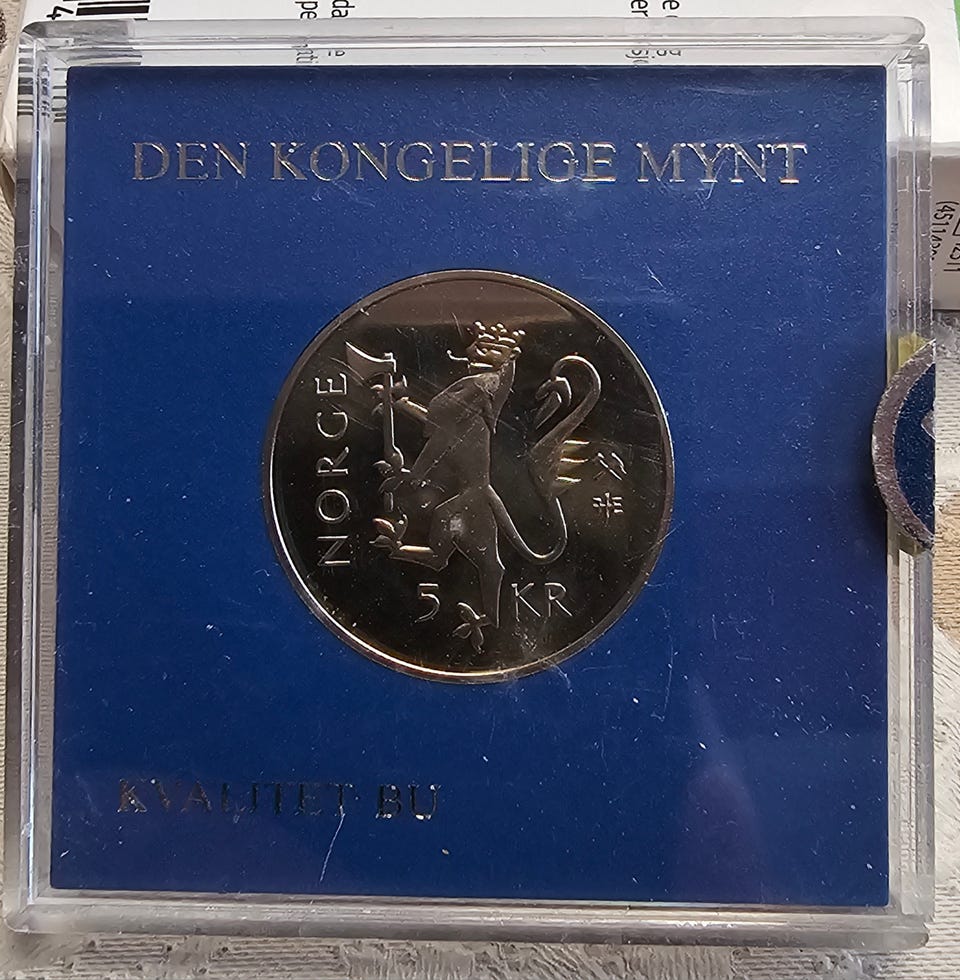 DEN KONGELIGE MYNT
NORGE
5 KR
KVALITET BU